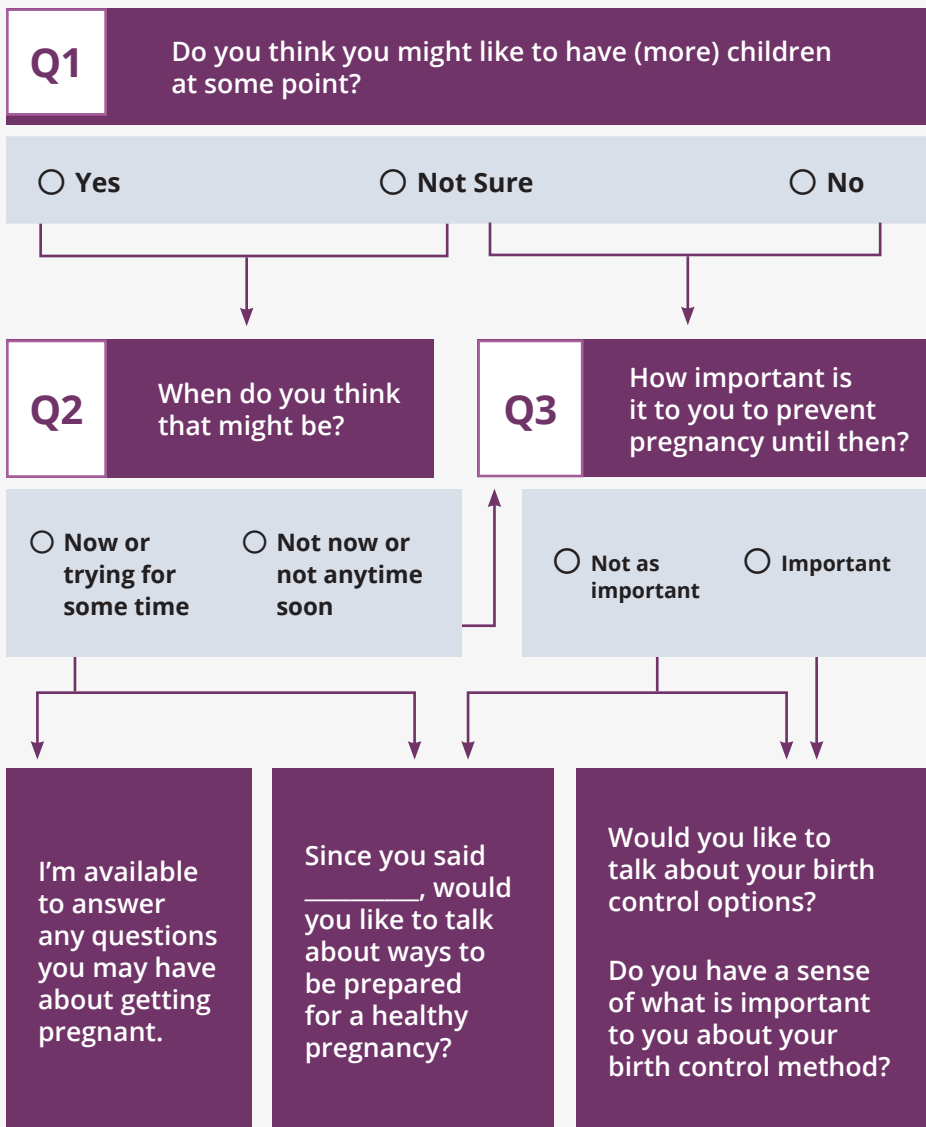 Q1
Do you think you might like to have (more) children
at some point?
Yes
Not Sure
No
Q2
When do you think
that might be?
Q3
How important is
it to you to prevent
pregnancy until then?
Now or
trying for
some time
Not now or
not anytime
soon
Not as
important
Important
I’m available
to answer
any questions
you may have
about getting
pregnant.
Since you said
_________, would
you like to talk
about ways to
be prepared
for a healthy
pregnancy?
Would you like to
talk about your birth
control options?
Do you have a sense
of what is important
to you about your
birth control method?